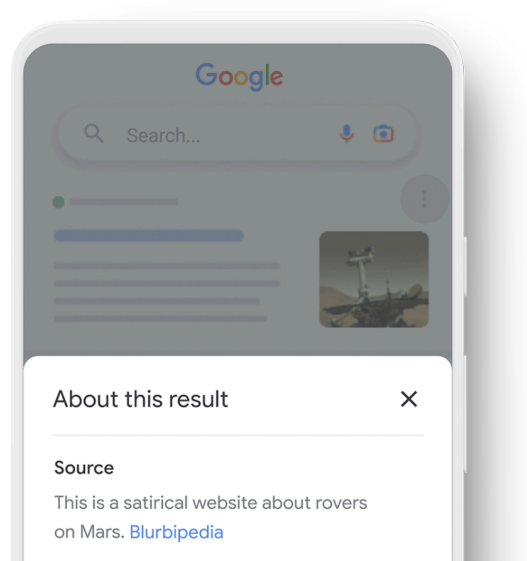 Google
Search...
About this result
Source
This is a satirical website about rovers
on Mars. Blurbipedia